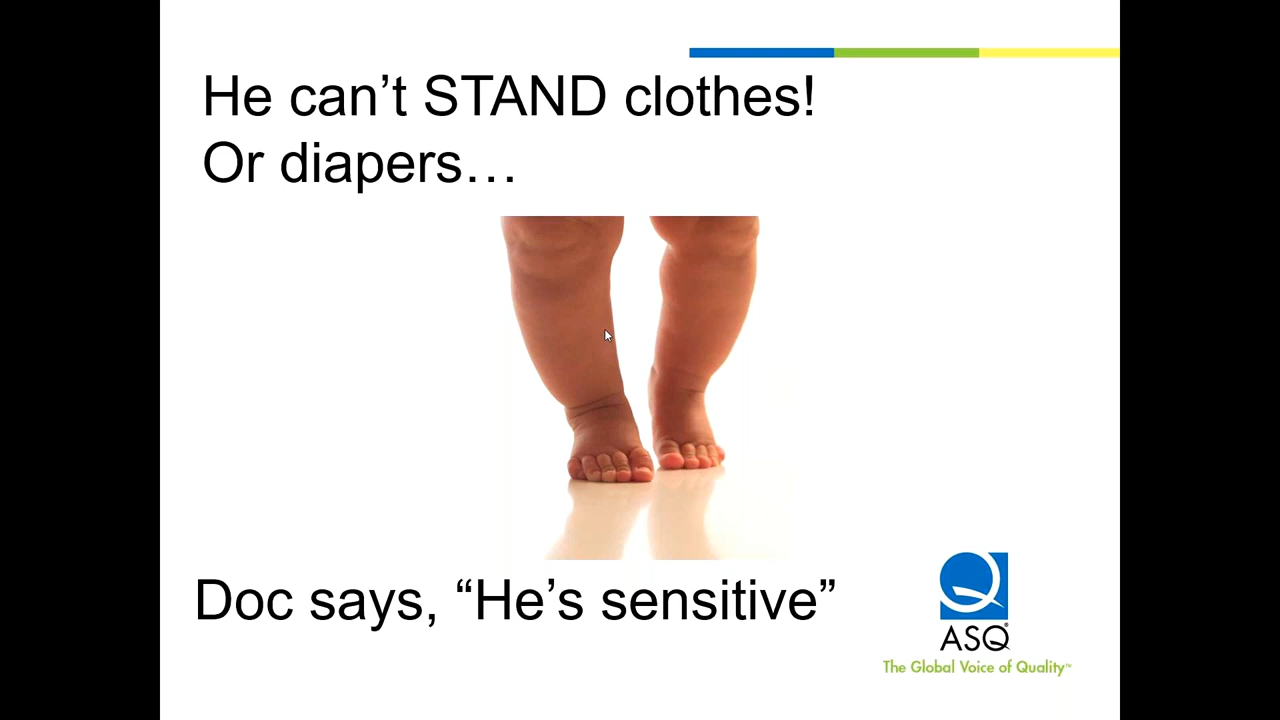 He can’t STAND clothes!
Or diapers…
Doc says, “He’s sensitive”
ASQ®
The Global Voice of Quality™